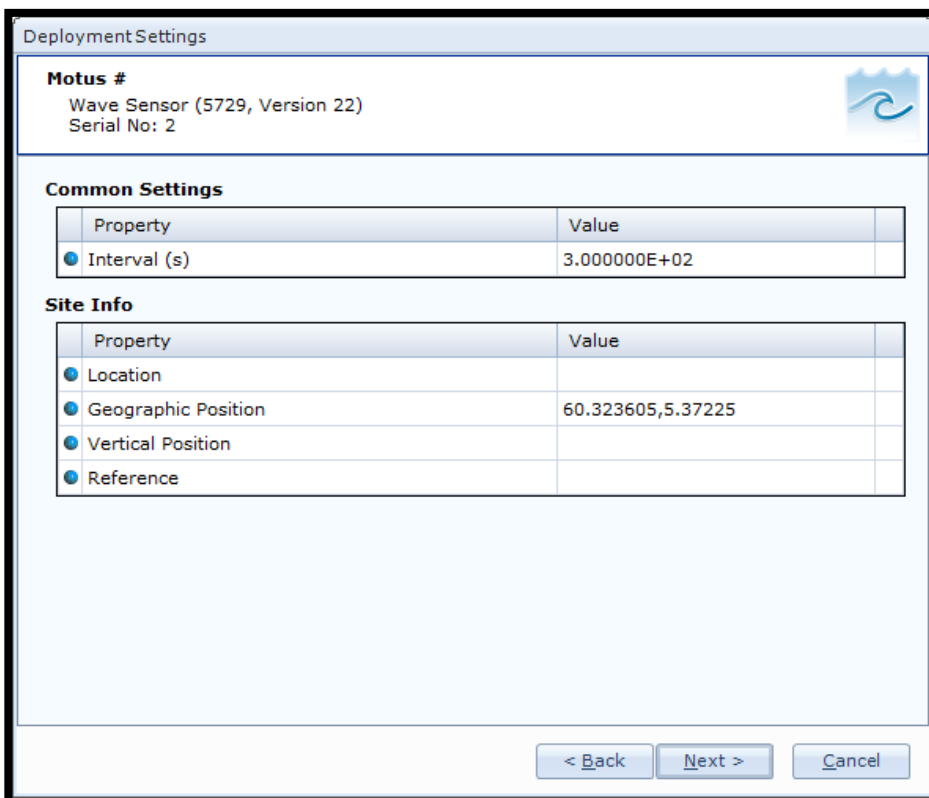 Deployment Settings
Motus #
Wave Sensor (5729, Version 22)
Serial No: 2
Common Settings
Property Value
Interval (s) 3.000000E+02
Site Info
Property Value
Location
Geographic Position 60.323605,5.37225
Vertical Position
Reference
< Back Next > Cancel